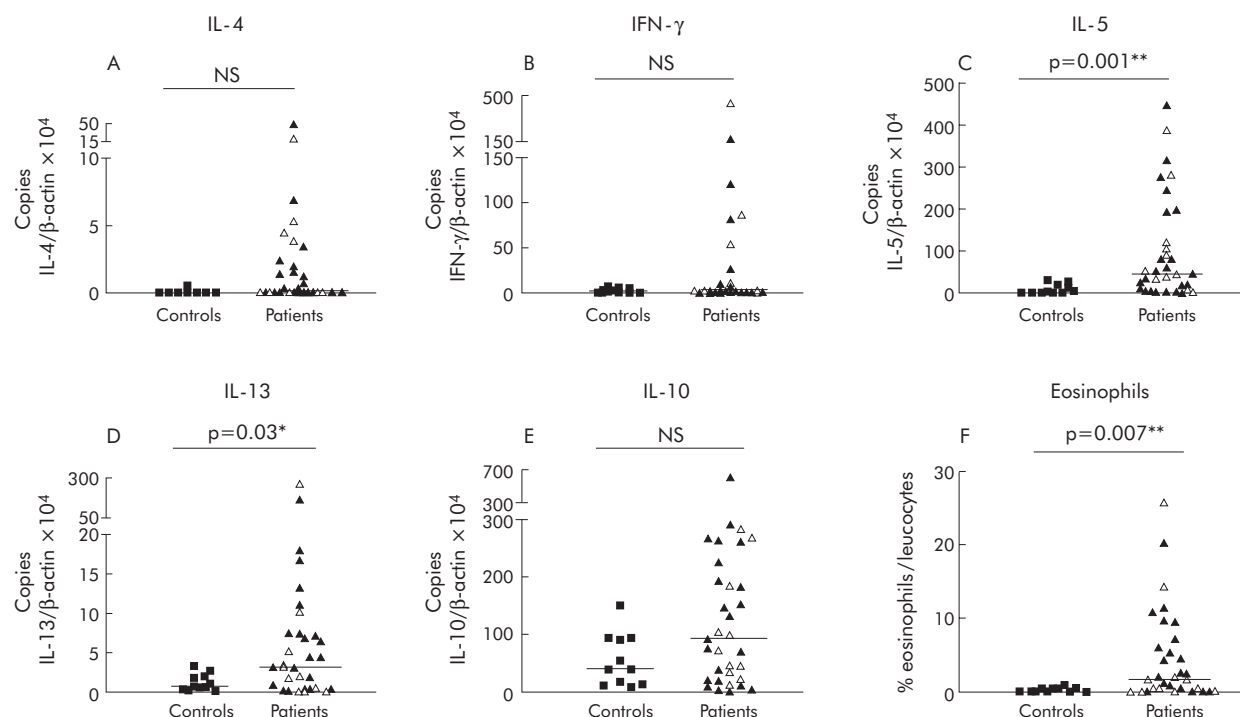 IL-4
A
NS
Copies
IL-4/β-actin ×10⁴
50
15
10
5
0
Controls
Patients
IFN-γ
B
NS
Copies
IFN-γ/β-actin ×10⁴
500
150
150
100
50
0
Controls
Patients
IL-5
C
p=0.001**
Copies
IL-5/β-actin ×10⁴
500
400
300
200
100
0
Controls
Patients
IL-13
D
p=0.03*
Copies
IL-13/β-actin ×10⁴
300
50
20
15
10
5
0
Controls
Patients
IL-10
E
NS
Copies
IL-10/β-actin ×10⁴
700
300
300
200
100
0
Controls
Patients
Eosinophils
F
p=0.007**
% eosinophils/leucocytes
30
20
10
0
Controls
Patients